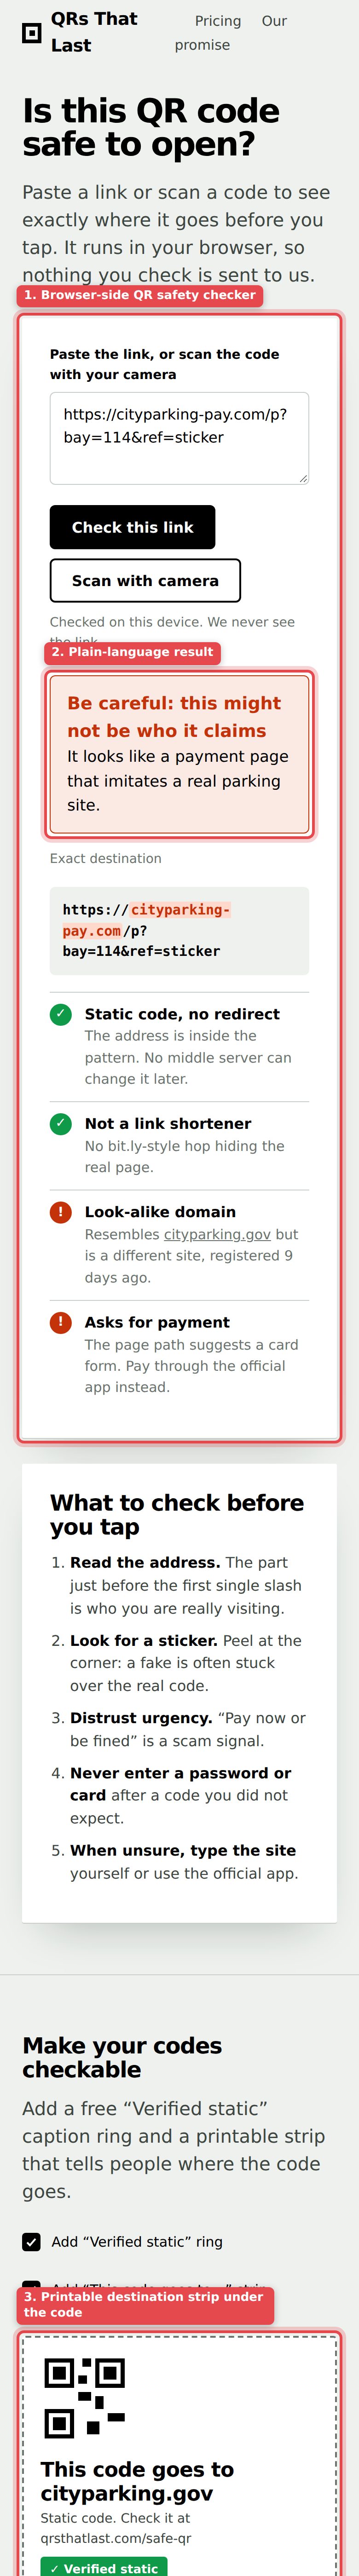 QRs That
Last
Pricing Our
promise
Is this QR code
safe to open?
Paste a link or scan a code to see
exactly where it goes before you
tap. It runs in your browser, so
nothing you check is sent to us.
1. Browser-side QR safety checker
Paste the link, or scan the code
with your camera
https://cityparking-pay.com/p?
bay=114&ref=sticker
Check this link
Scan with camera
Checked on this device. We never see
the link.
2. Plain-language result
Be careful: this might
not be who it claims
It looks like a payment page
that imitates a real parking
site.
Exact destination
https://cityparking-
pay.com/p?
bay=114&ref=sticker
✓ Static code, no redirect
The address is inside the
pattern. No middle server can
change it later.
✓ Not a link shortener
No bit.ly-style hop hiding the
real page.
! Look-alike domain
Resembles cityparking.gov but
is a different site, registered 9
days ago.
! Asks for payment
The page path suggests a card
form. Pay through the official
app instead.
What to check before
you tap
1. Read the address. The part
just before the first single slash
is who you are really visiting.
2. Look for a sticker. Peel at the
corner: a fake is often stuck
over the real code.
3. Distrust urgency. “Pay now or
be fined” is a scam signal.
4. Never enter a password or
card after a code you did not
expect.
5. When unsure, type the site
yourself or use the official app.
Make your codes
checkable
Add a free “Verified static”
caption ring and a printable strip
that tells people where the code
goes.
Add “Verified static” ring
3. Printable destination strip under
the code
This code goes to
cityparking.gov
Static code. Check it at
qrsthatlast.com/safe-qr
✓ Verified static